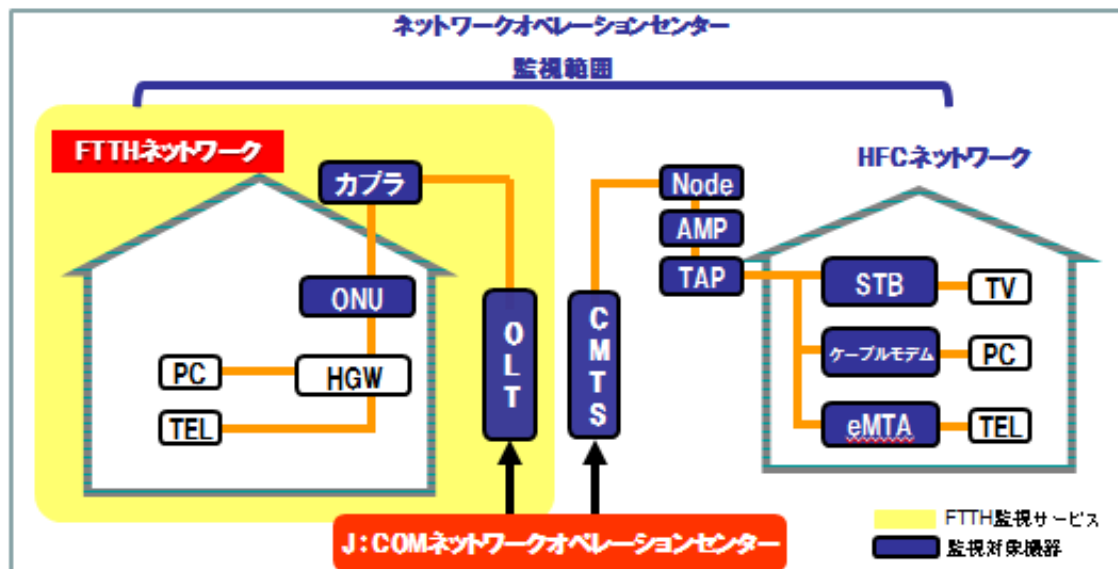 ネットワークオペレーションセンター
監視範囲
FTTHネットワーク
HFCネットワーク
カプラ
ONU
HGW
PC
TEL
OLT
CMTS
Node
AMP
TAP
STB
TV
ケーブルモデム
PC
eMTA
TEL
J:COMネットワークオペレーションセンター
FTTH監視サービス
監視対象機器